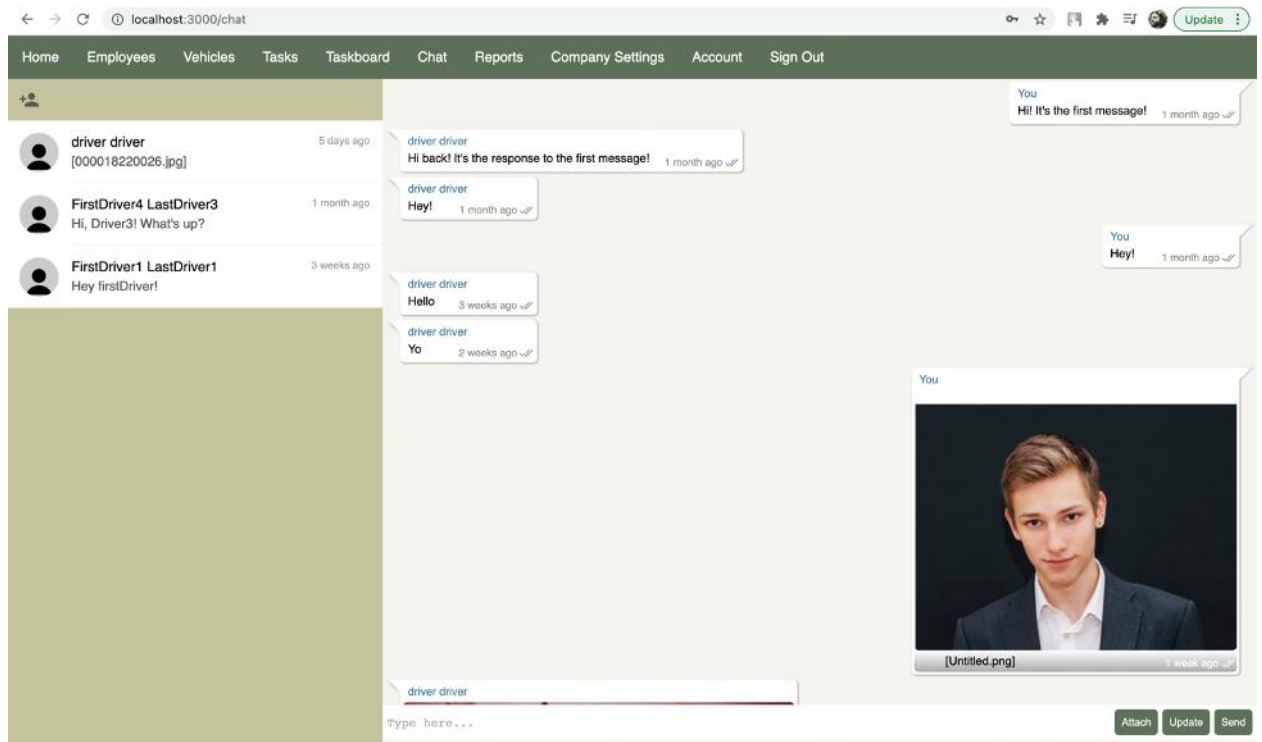 localhost:3000/chat
Update
Home Employees Vehicles Tasks Taskboard Chat Reports Company Settings Account Sign Out
driver driver 5 days ago
[000018220026.jpg]
FirstDriver4 LastDriver3 1 month ago
Hi, Driver3! What's up?
FirstDriver1 LastDriver1 3 weeks ago
Hey firstDriver!
You
Hi! It's the first message! 1 month ago
driver driver
Hi back! It's the response to the first message! 1 month ago
driver driver
Hey! 1 month ago
You
Hey! 1 month ago
driver driver
Hello 3 weeks ago
driver driver
Yo 2 weeks ago
You
[Untitled.png] 1 week ago
driver driver
Type here...
Attach Update Send